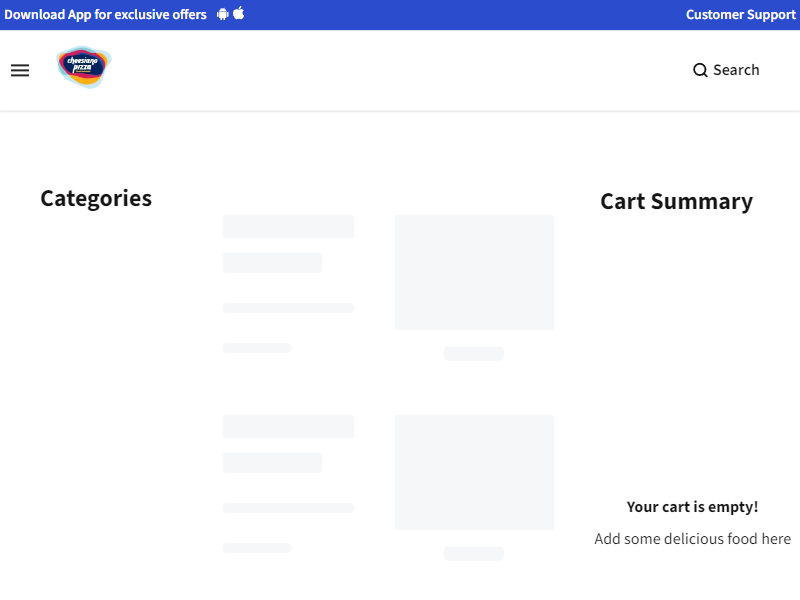 Download App for exclusive offers
Customer Support
cheesiano
pizza
Search
Categories
Cart Summary
Your cart is empty!
Add some delicious food here